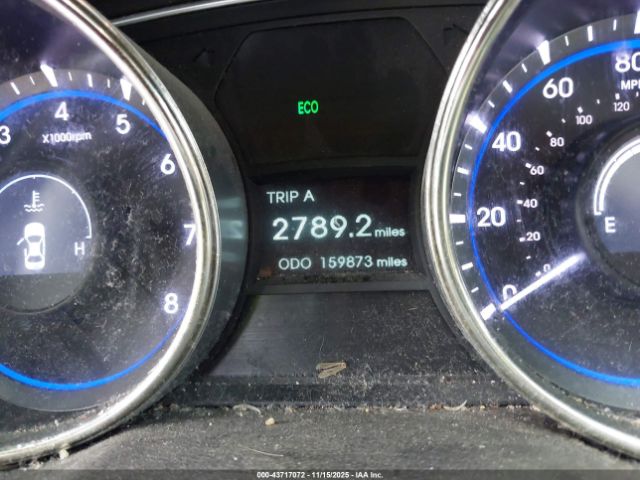 3 4 5 6 7 8
X1000rpm
H
ECO
TRIP A
2789.2 miles
ODO 159873 miles
0 20 40 60 80
MPH
0 20 40 60 80 100 120
E
000-43717072 - 11/15/2025 - IAA Inc.